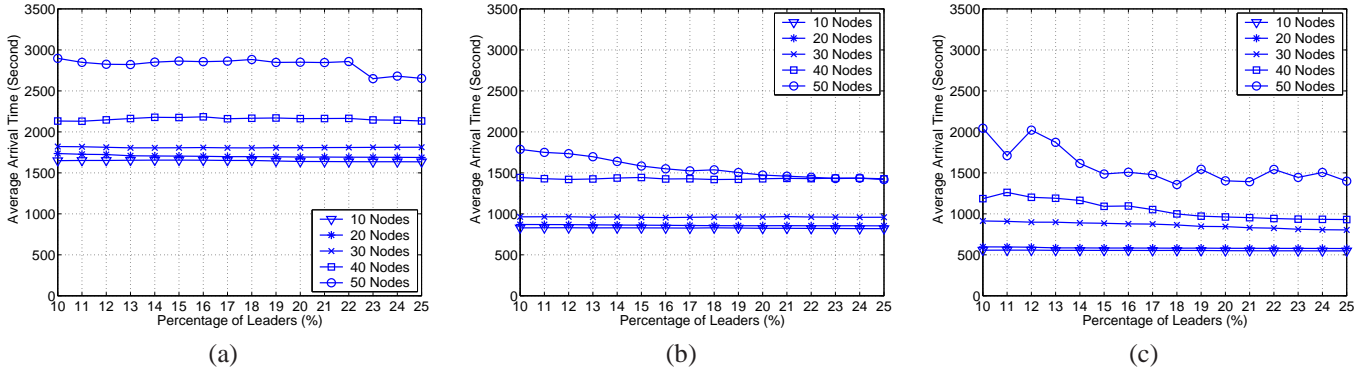 3500
3000
2500
2000
1500
1000
500
0
Average Arrival Time (Second)
10 Nodes
20 Nodes
30 Nodes
40 Nodes
50 Nodes
10 11 12 13 14 15 16 17 18 19 20 21 22 23 24 25
Percentage of Leaders (%)
(a)
3500
3000
2500
2000
1500
1000
500
0
Average Arrival Time (Second)
10 Nodes
20 Nodes
30 Nodes
40 Nodes
50 Nodes
10 11 12 13 14 15 16 17 18 19 20 21 22 23 24 25
Percentage of Leaders (%)
(b)
3500
3000
2500
2000
1500
1000
500
0
Average Arrival Time (Second)
10 Nodes
20 Nodes
30 Nodes
40 Nodes
50 Nodes
10 11 12 13 14 15 16 17 18 19 20 21 22 23 24 25
Percentage of Leaders (%)
(c)